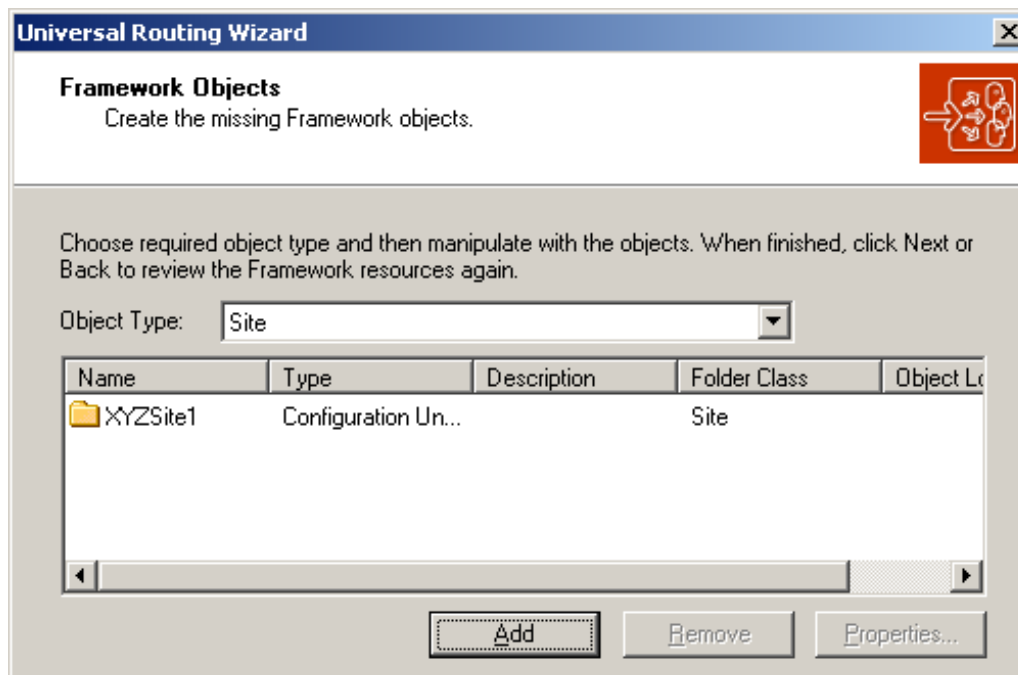 Universal Routing Wizard
Framework Objects
Create the missing Framework objects.
Choose required object type and then manipulate with the objects. When finished, click Next or
Back to review the Framework resources again.
Object Type: Site
Name Type Description Folder Class Object Lo
XYZSite1 Configuration Un... Site
Add Remove Properties...